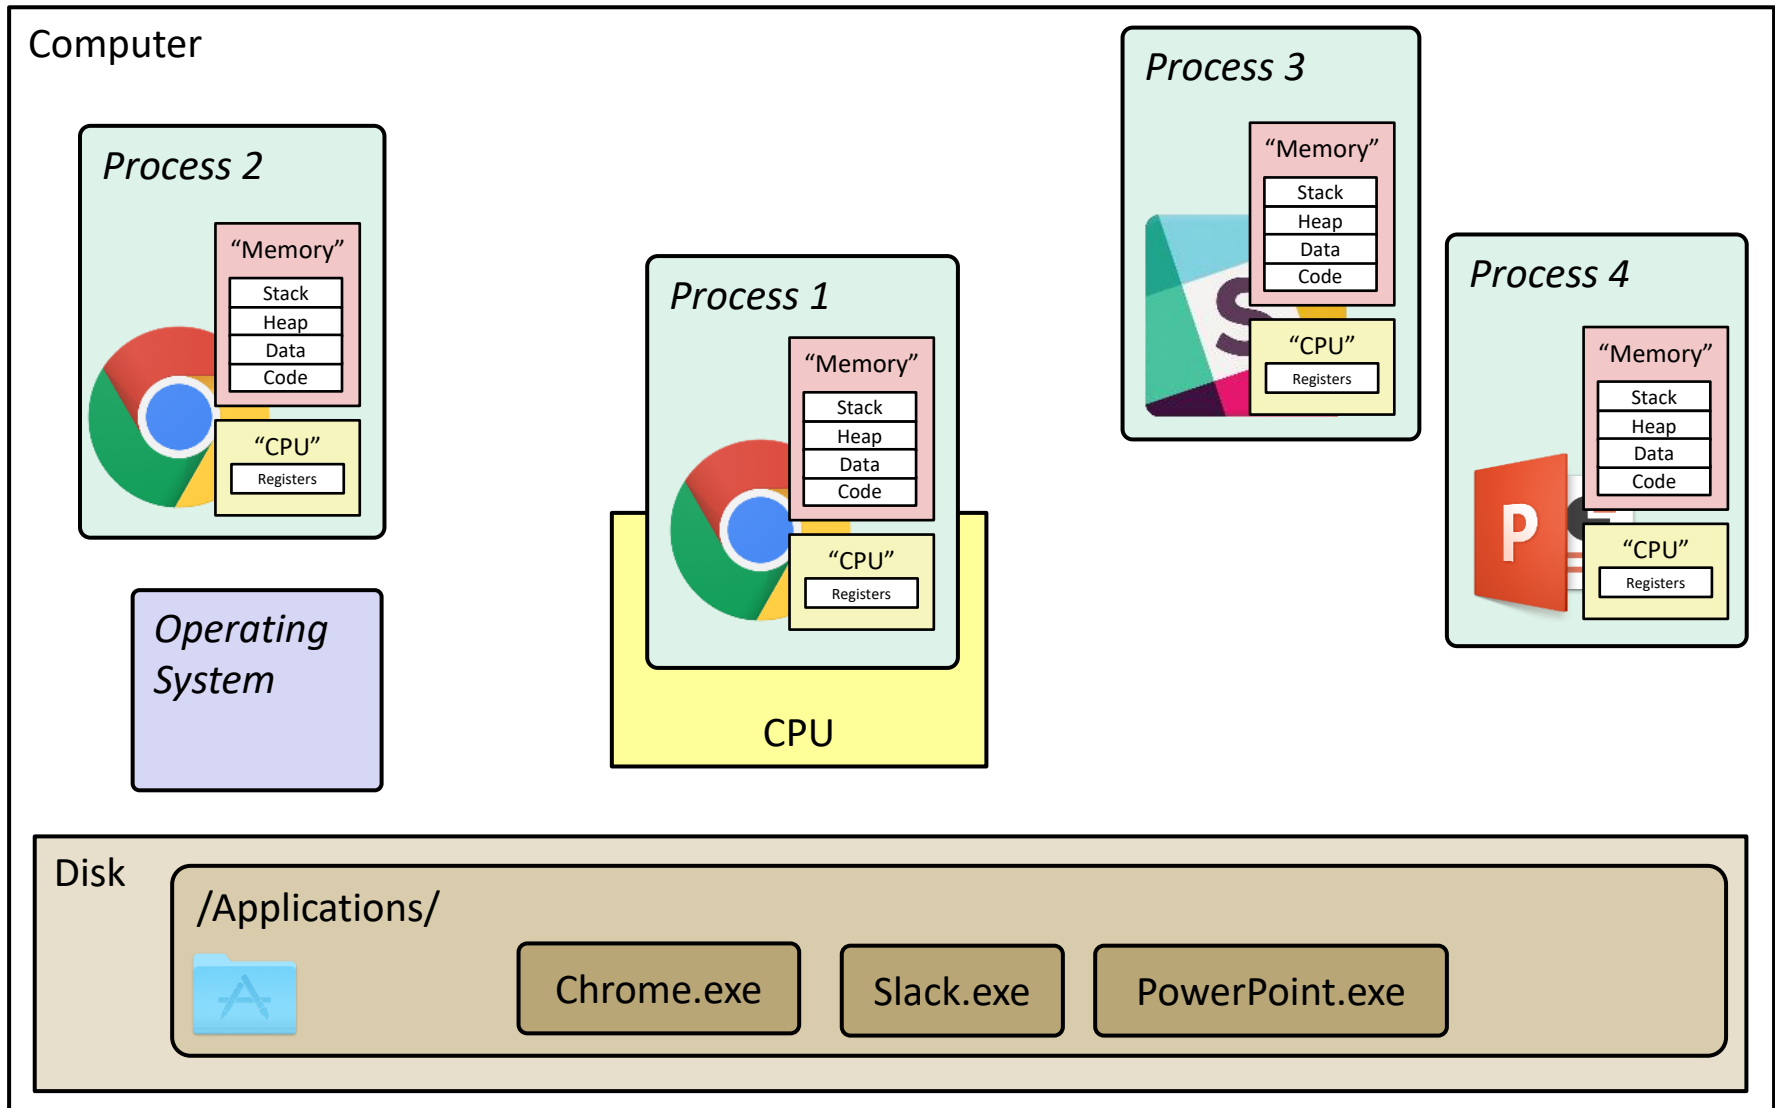 Computer
Process 2
“Memory”
Stack
Heap
Data
Code
“CPU”
Registers
Process 1
“Memory”
Stack
Heap
Data
Code
“CPU”
Registers
CPU
Process 3
“Memory”
Stack
Heap
Data
Code
“CPU”
Registers
S
Process 4
“Memory”
Stack
Heap
Data
Code
“CPU”
Registers
P
Operating
System
Disk
/Applications/
Chrome.exe
Slack.exe
PowerPoint.exe